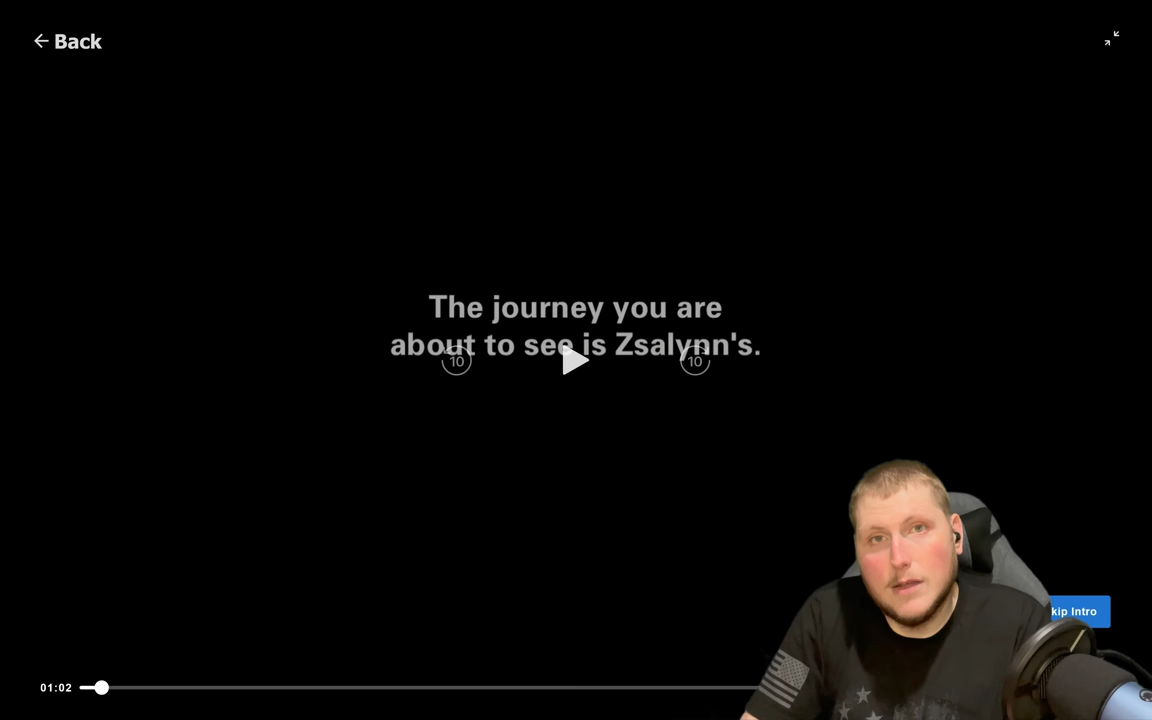 Back
The journey you are
about to see is Zsalynn's.
10
10
kip Intro
01:02